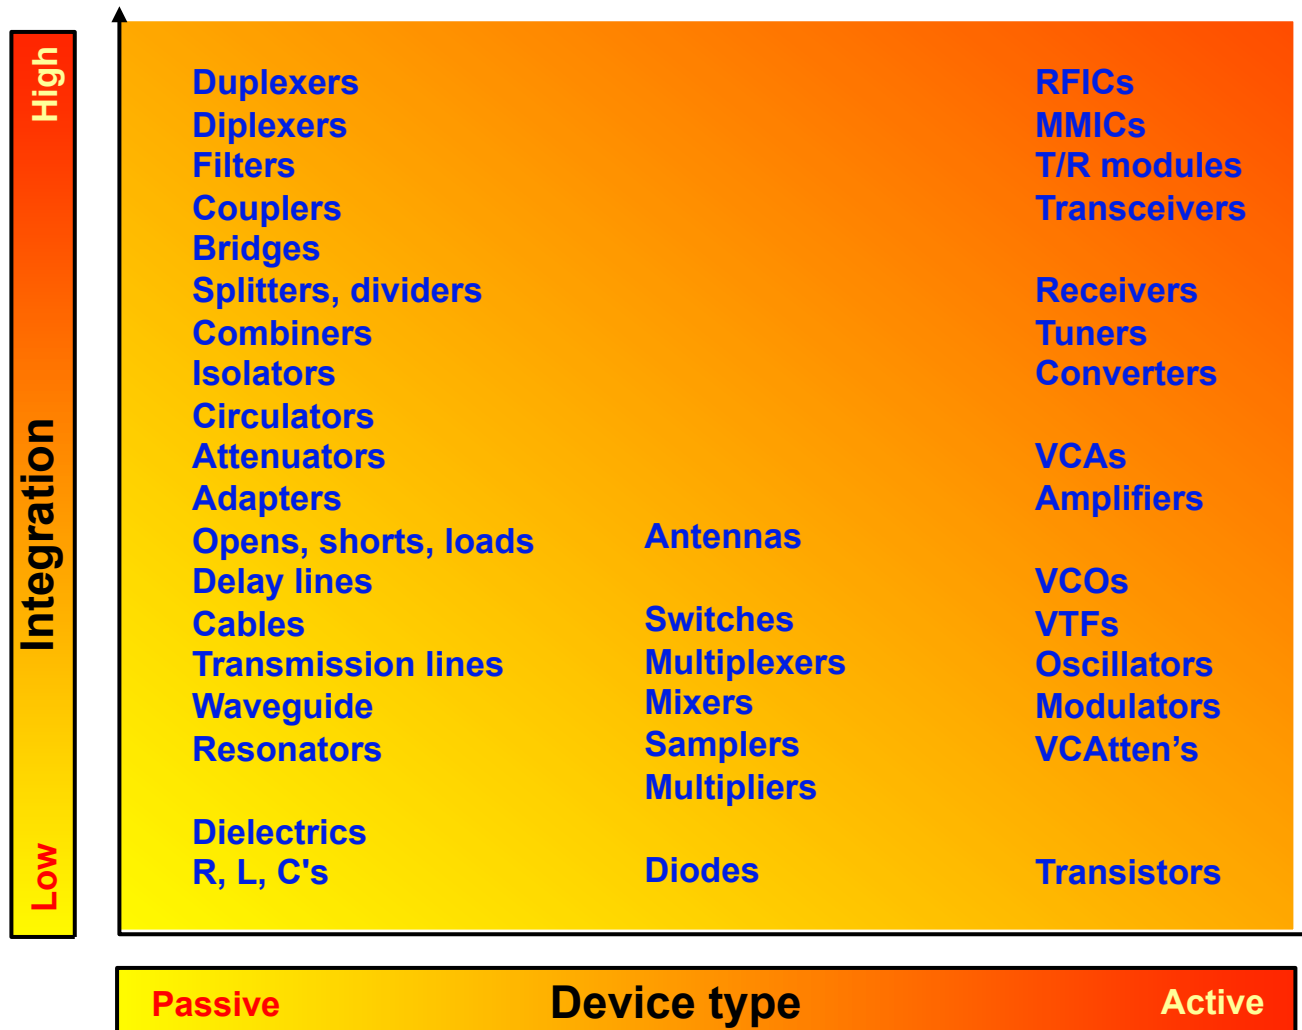 High
Integration
Low
Duplexers
Diplexers
Filters
Couplers
Bridges
Splitters, dividers
Combiners
Isolators
Circulators
Attenuators
Adapters
Opens, shorts, loads
Delay lines
Cables
Transmission lines
Waveguide
Resonators
Dielectrics
R, L, C's
Antennas
Switches
Multiplexers
Mixers
Samplers
Multipliers
Diodes
RFICs
MMICs
T/R modules
Transceivers
Receivers
Tuners
Converters
VCAs
Amplifiers
VCOs
VTFs
Oscillators
Modulators
VCAtten’s
Transistors
Passive
Device type
Active